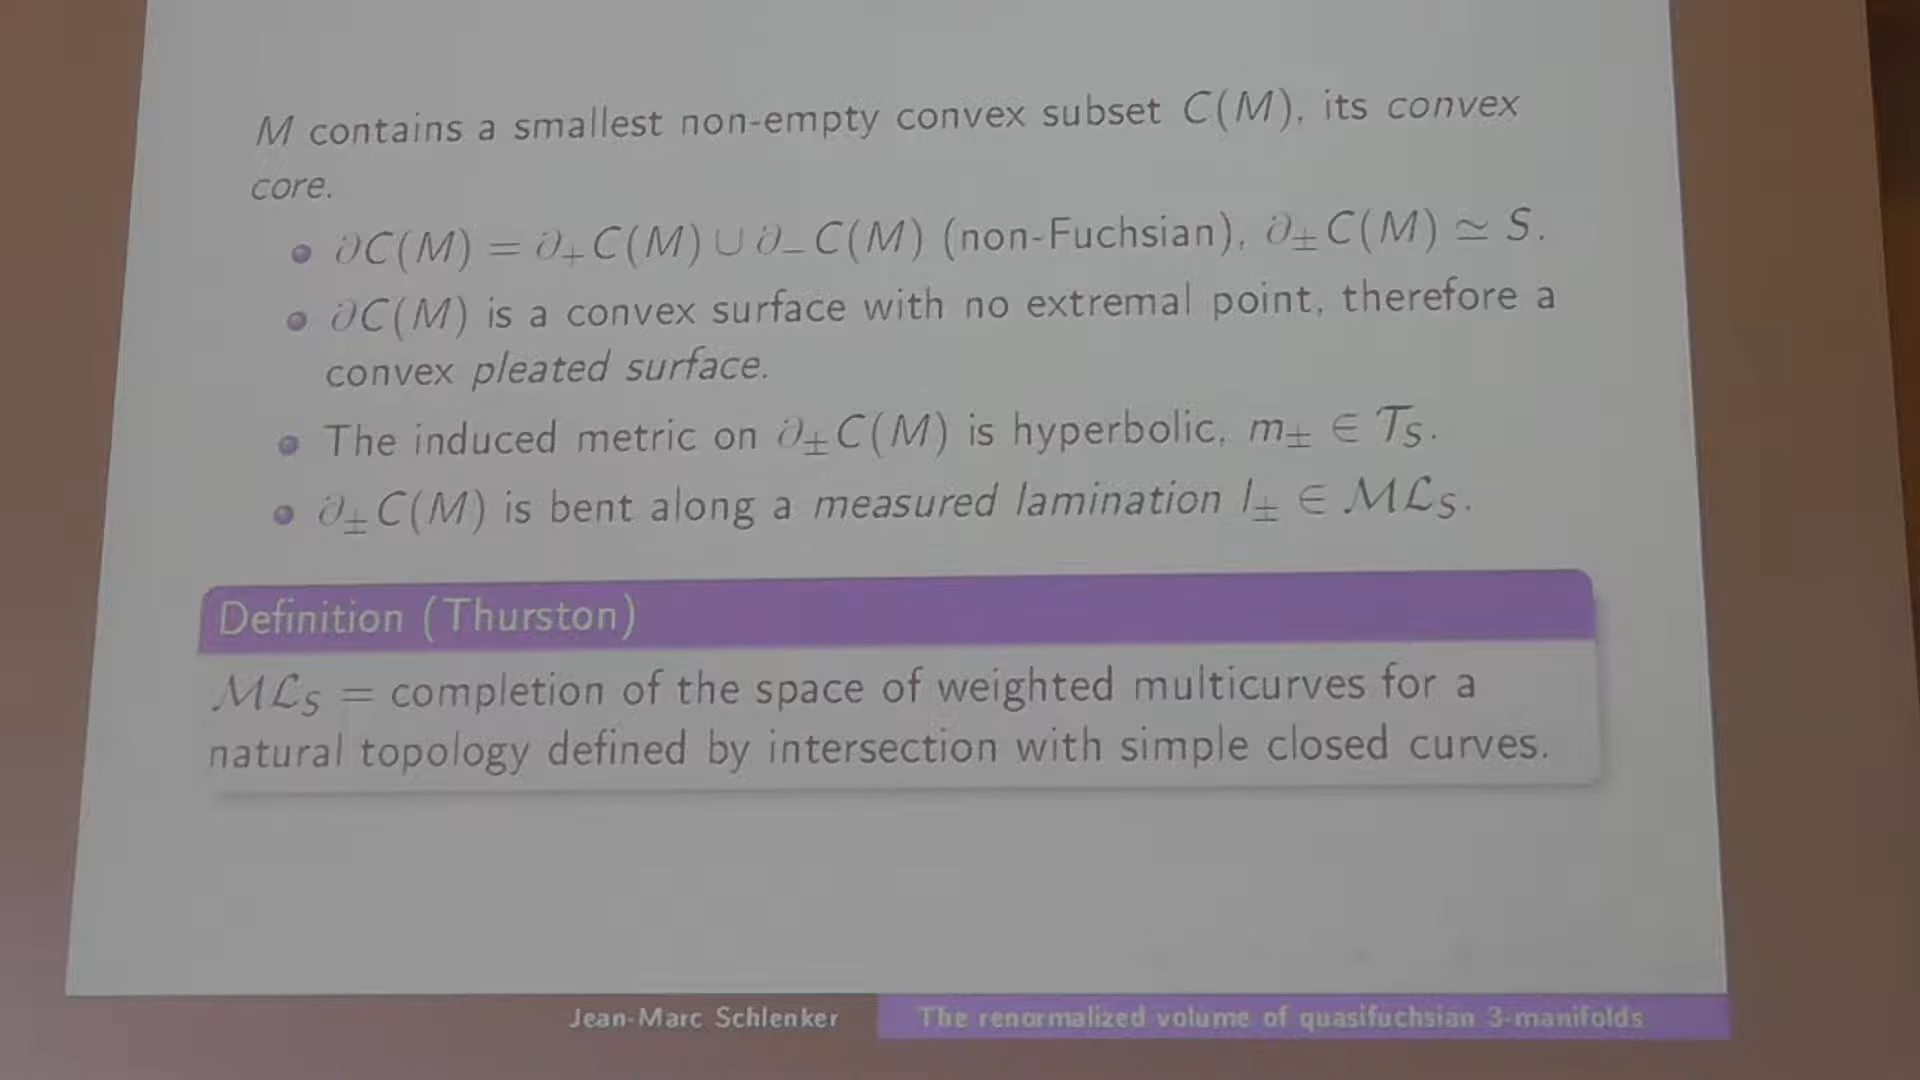 M contains a smallest non-empty convex subset C(M), its convex
core.
∂C(M) = ∂₊C(M) ∪ ∂₋C(M) (non-Fuchsian), ∂±C(M) ≃ S.
∂C(M) is a convex surface with no extremal point, therefore a
convex pleated surface.
The induced metric on ∂±C(M) is hyperbolic, m± ∈ 𝒯_S.
∂±C(M) is bent along a measured lamination l± ∈ ℳℒ_S.
Definition (Thurston)
ℳℒ_S = completion of the space of weighted multicurves for a
natural topology defined by intersection with simple closed curves.
Jean-Marc Schlenker The renormalized volume of quasifuchsian 3-manifolds